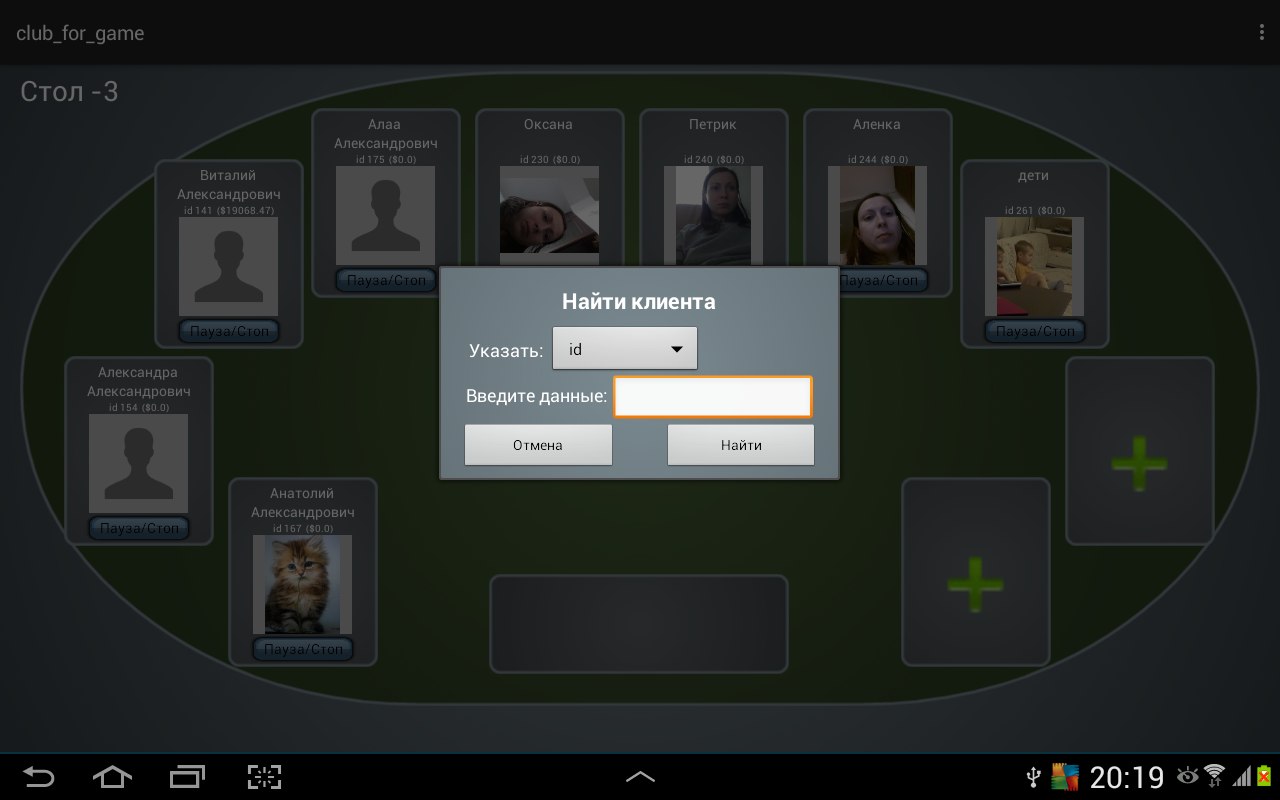 club_for_game
Стол -3
Алаа
Александрович
id 175 ($0.0)
Пауза/Стоп
Оксана
id 230 ($0.0)
Петрик
id 240 ($0.0)
Аленка
id 244 ($0.0)
Пауза/Стоп
Виталий
Александрович
id 141 ($19068.47)
Пауза/Стоп
дети
id 261 ($0.0)
Пауза/Стоп
Найти клиента
Указать: id
Введите данные:
Отмена
Найти
Александра
Александрович
id 154 ($0.0)
Пауза/Стоп
Анатолий
Александрович
id 167 ($0.0)
Пауза/Стоп
20:19